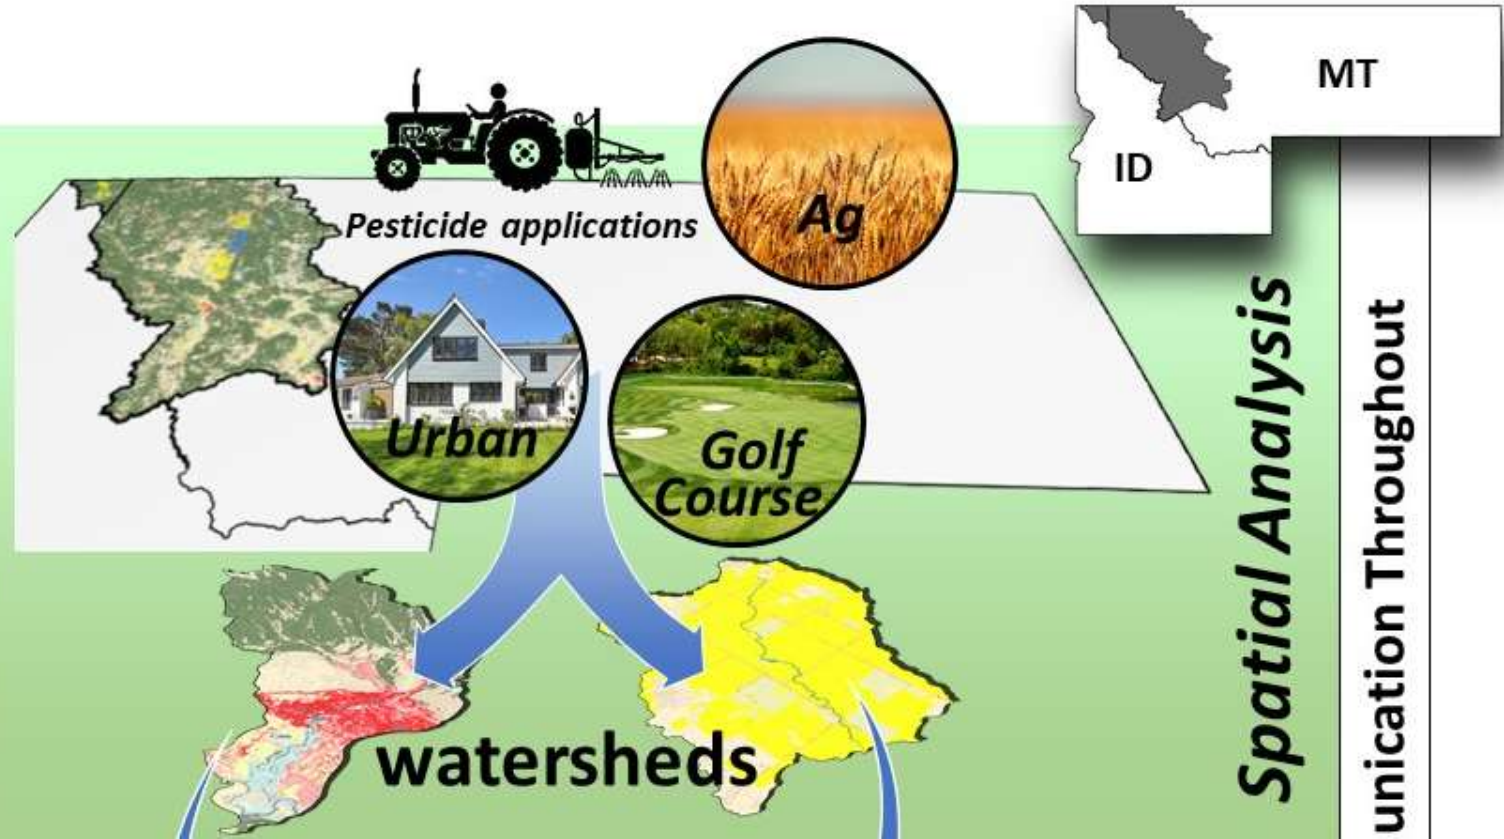 MT
ID
Pesticide applications
Ag
Urban
Golf
Course
watersheds
Spatial Analysis
unication Throughout